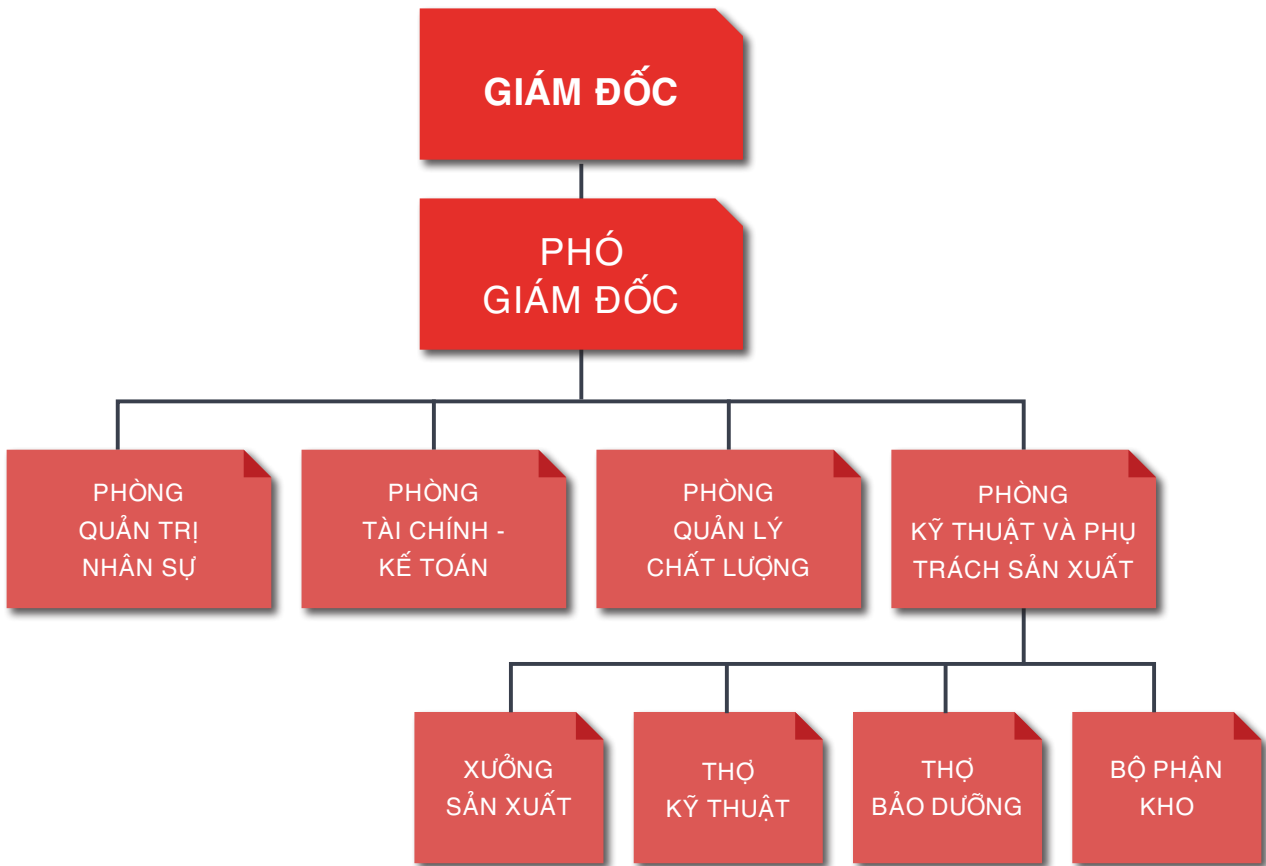 GIÁM ĐỐC
PHÓ
GIÁM ĐỐC
PHÒNG
QUẢN TRỊ
NHÂN SỰ
PHÒNG
TÀI CHÍNH -
KẾ TOÁN
PHÒNG
QUẢN LÝ
CHẤT LƯỢNG
PHÒNG
KỸ THUẬT VÀ PHỤ
TRÁCH SẢN XUẤT
XƯỞNG
SẢN XUẤT
THỢ
KỸ THUẬT
THỢ
BẢO DƯỠNG
BỘ PHẬN
KHO